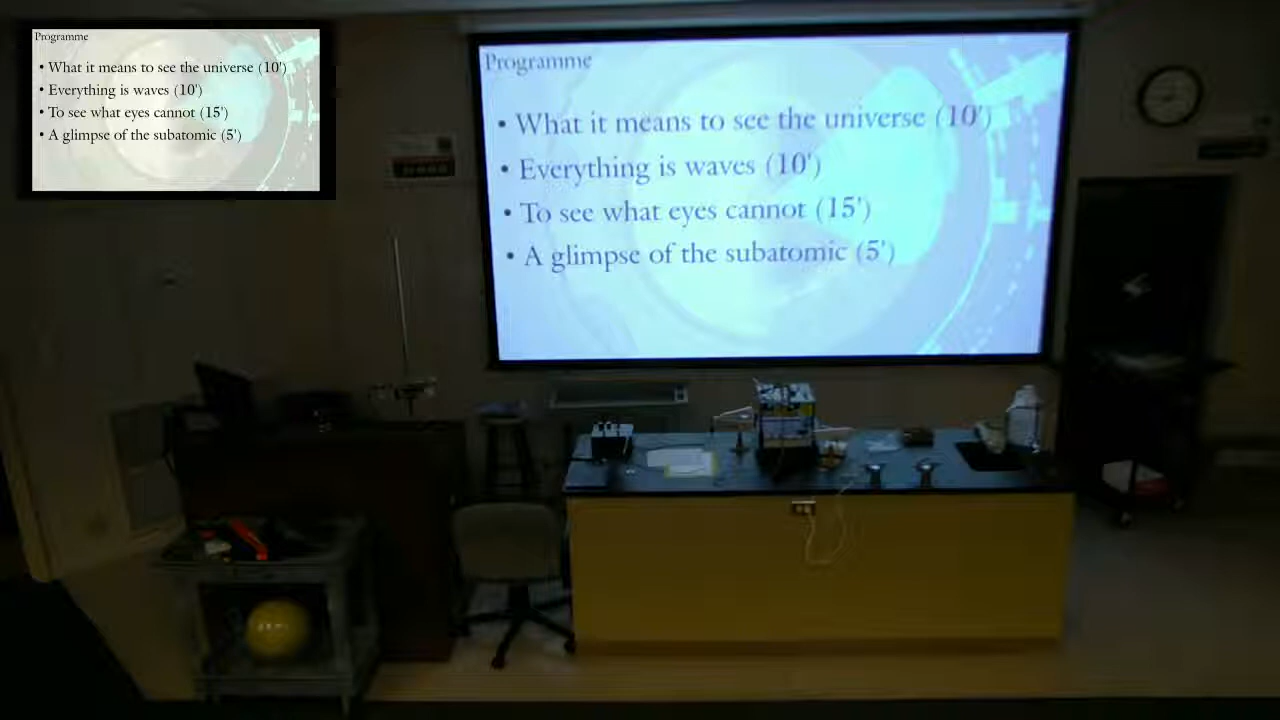 Programme
• What it means to see the universe (10')
• Everything is waves (10')
• To see what eyes cannot (15')
• A glimpse of the subatomic (5')
Programme
• What it means to see the universe (10')
• Everything is waves (10')
• To see what eyes cannot (15')
• A glimpse of the subatomic (5')